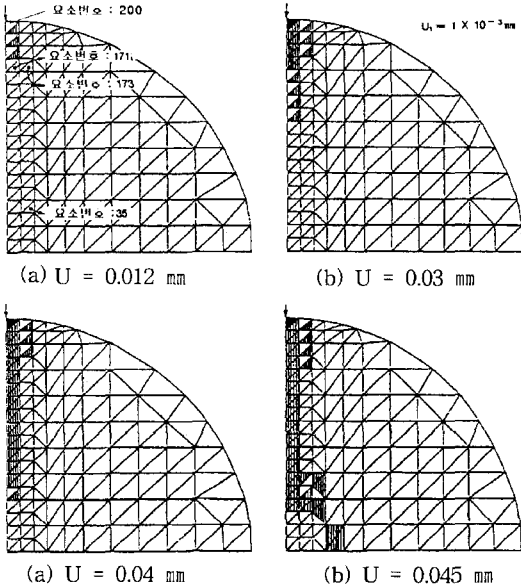 요소번호 : 200
요소번호 : 171
요소번호 : 173
요소번호 : 35
U₁ = 1 X 10⁻³ mm
(a) U = 0.012 ㎜
(b) U = 0.03 ㎜
(a) U = 0.04 ㎜
(b) U = 0.045 ㎜